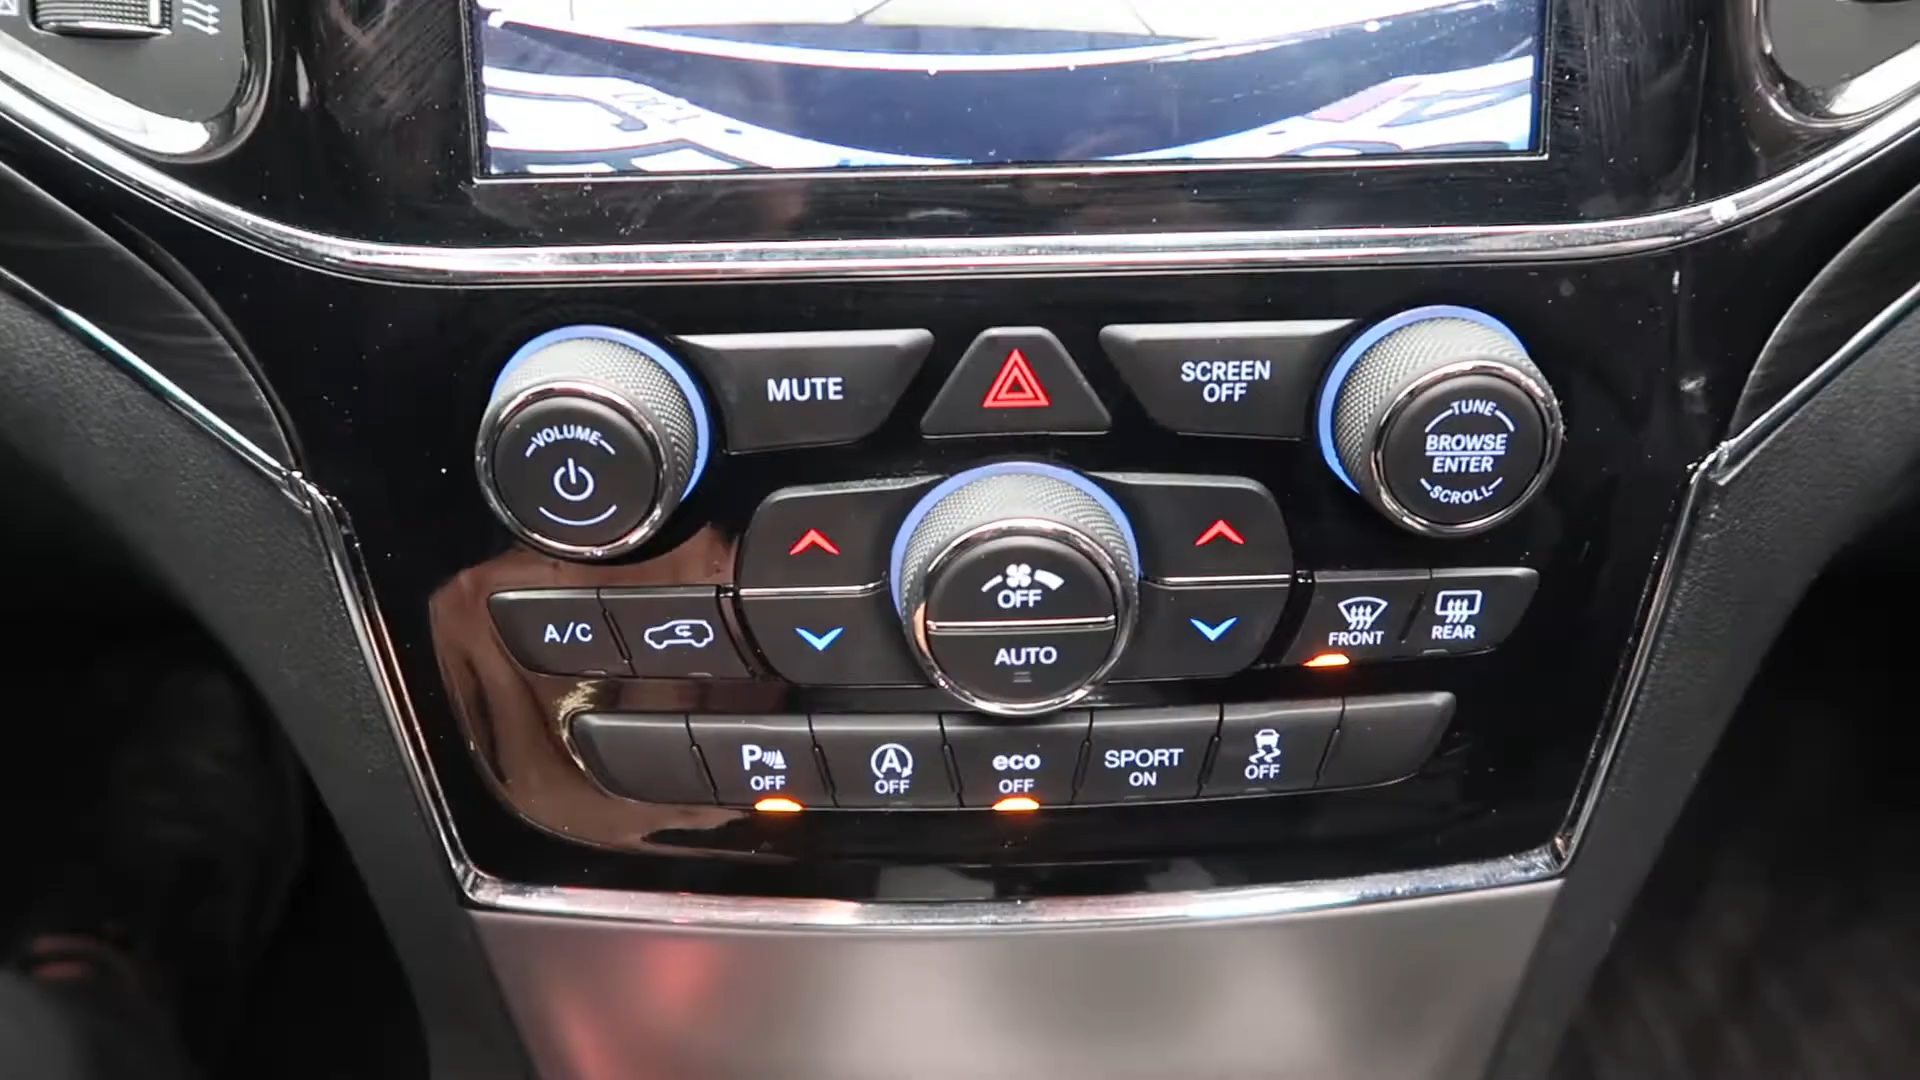 MUTE
SCREEN
OFF
VOLUME
TUNE
BROWSE
ENTER
SCROLL
OFF
AUTO
A/C
FRONT
REAR
P
OFF
A
OFF
eco
OFF
SPORT
ON
OFF